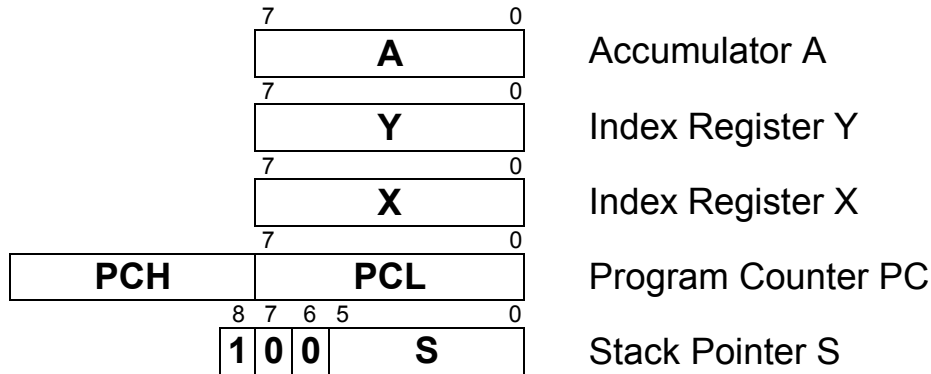 7 0
A Accumulator A
7 0
Y Index Register Y
7 0
X Index Register X
7 0
PCH PCL Program Counter PC
8 7 6 5 0
1 0 0 S Stack Pointer S